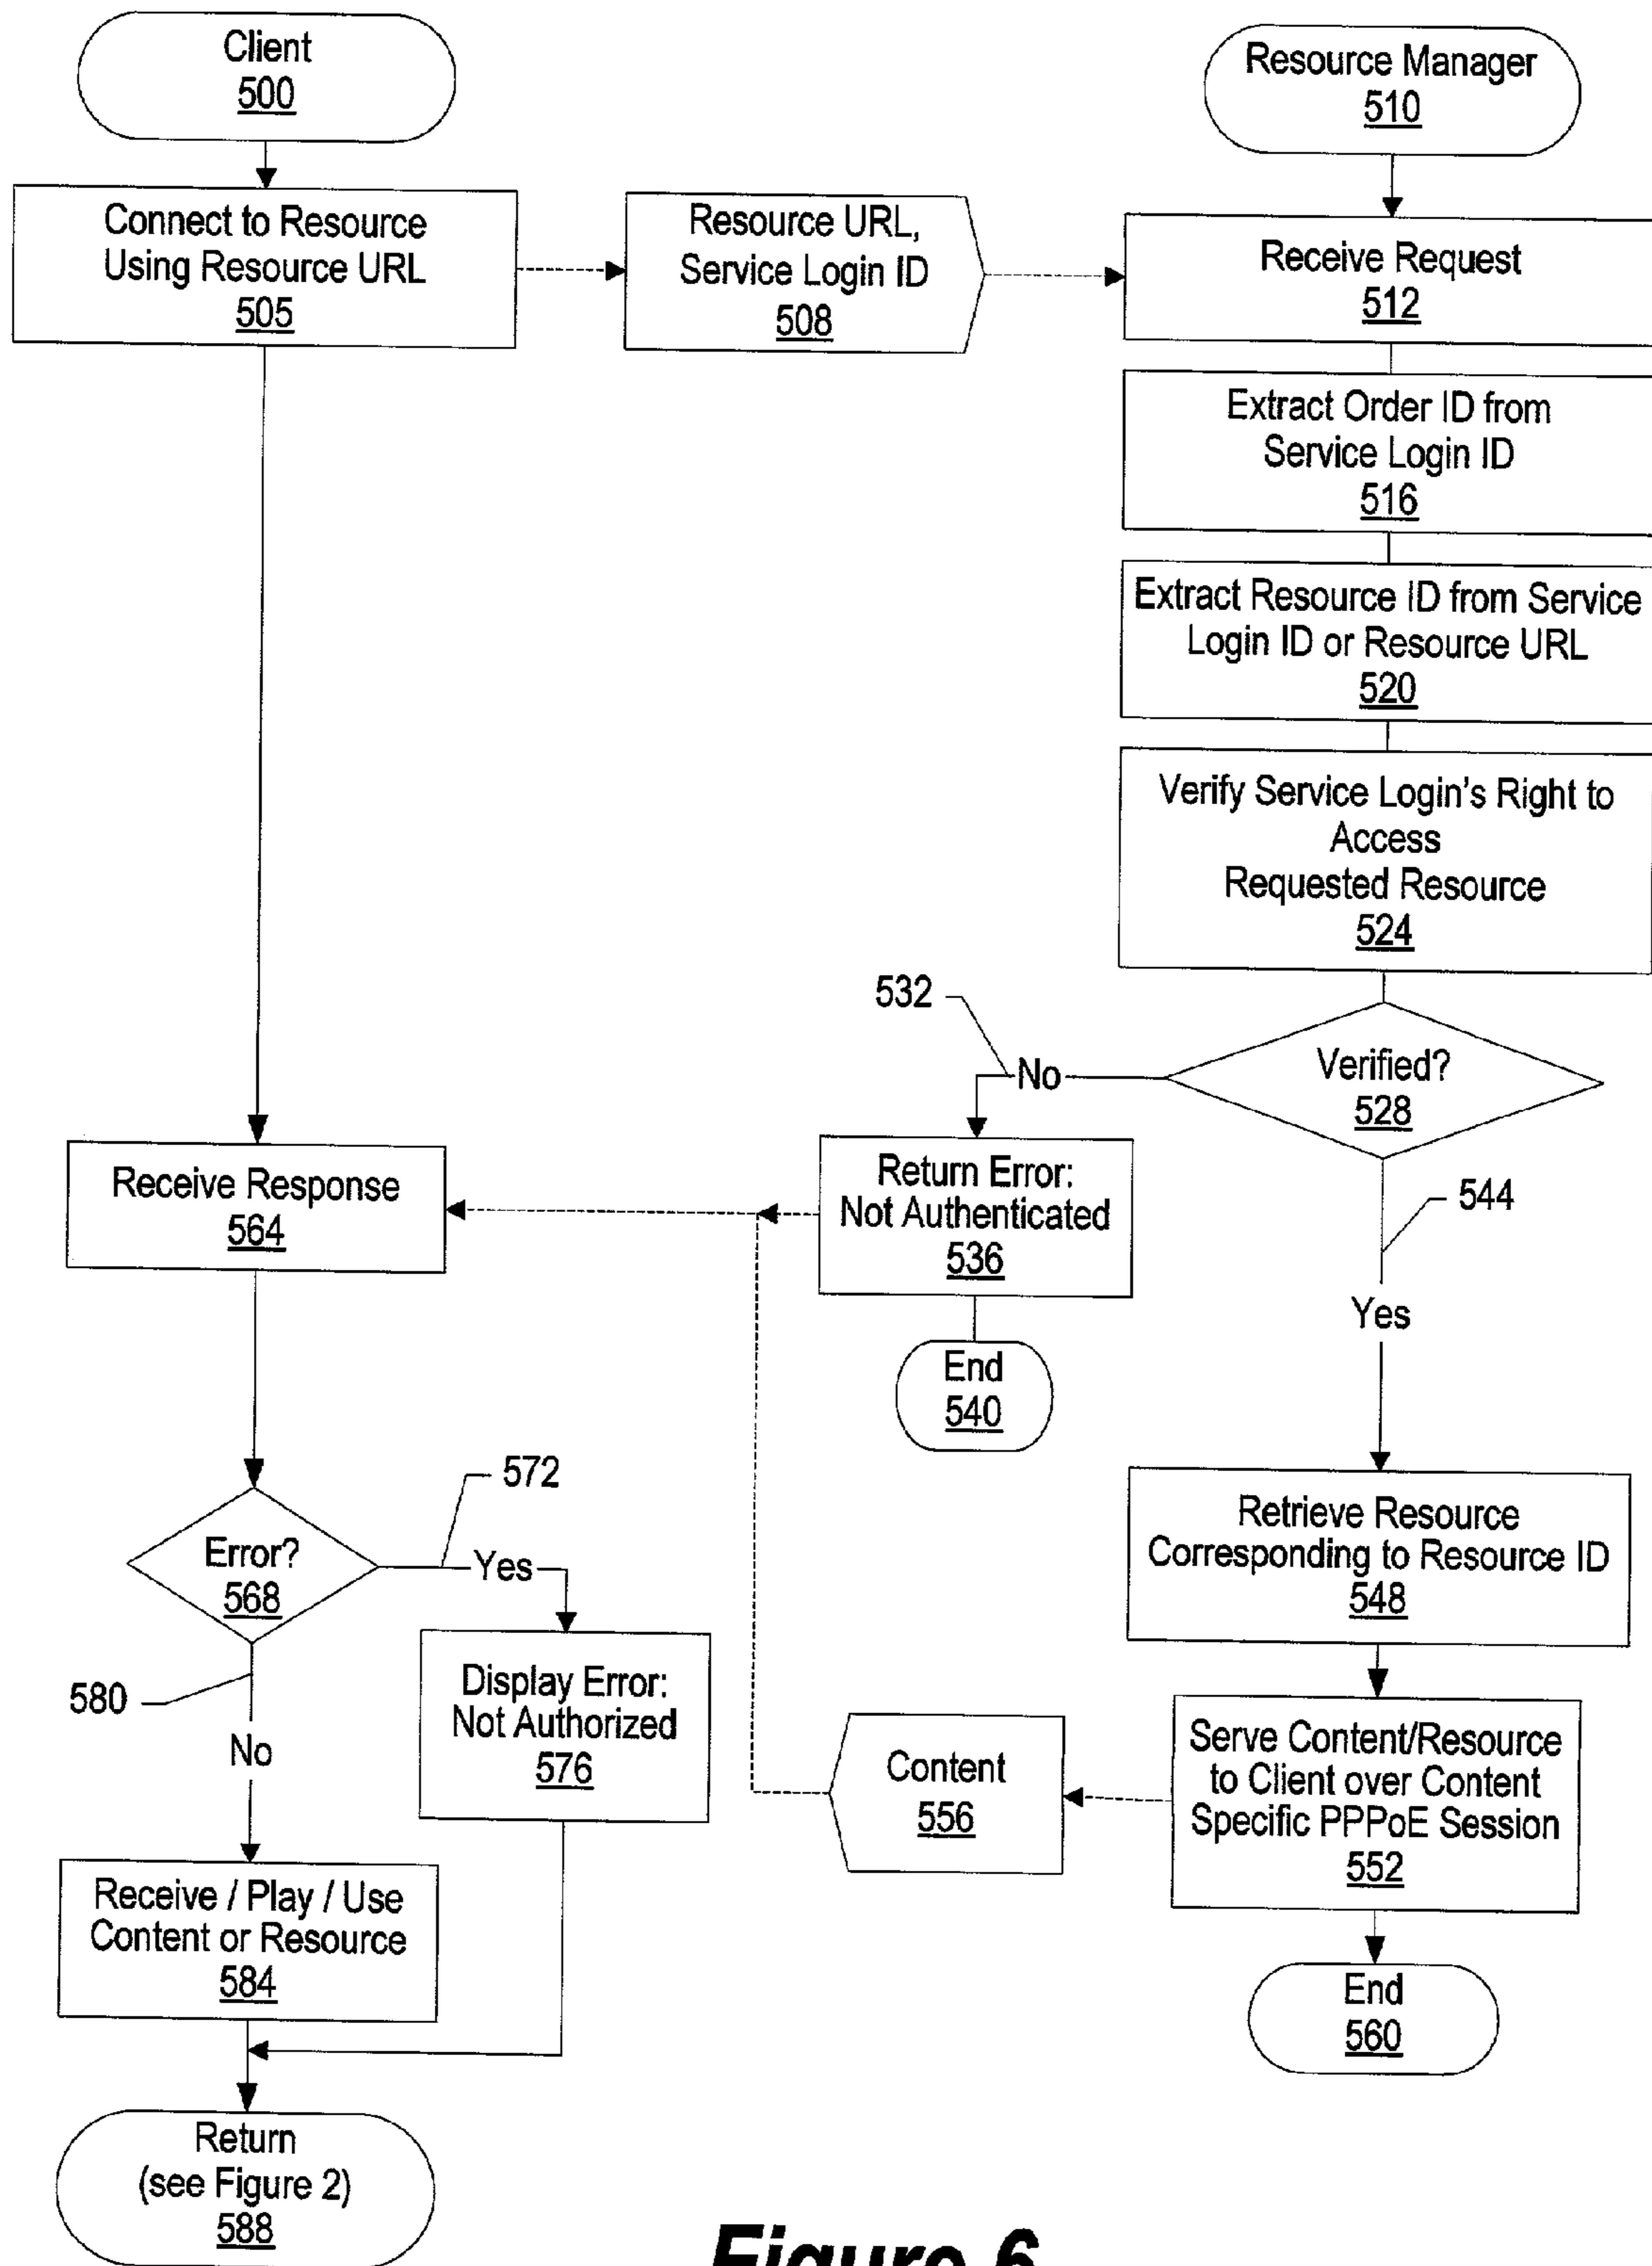 Client
500
Resource Manager
510
Connect to Resource
Using Resource URL
505
Resource URL,
Service Login ID
508
Receive Request
512
Extract Order ID from
Service Login ID
516
Extract Resource ID from Service
Login ID or Resource URL
520
Verify Service Login's Right to
Access
Requested Resource
524
532
No
Verified?
528
544
Yes
Return Error:
Not Authenticated
536
End
540
Receive Response
564
572
Error?
568
Yes
580
No
Display Error:
Not Authorized
576
Retrieve Resource
Corresponding to Resource ID
548
Serve Content/Resource
to Client over Content
Specific PPPoE Session
552
Content
556
End
560
Receive / Play / Use
Content or Resource
584
Return
(see Figure 2)
588
Figure 6